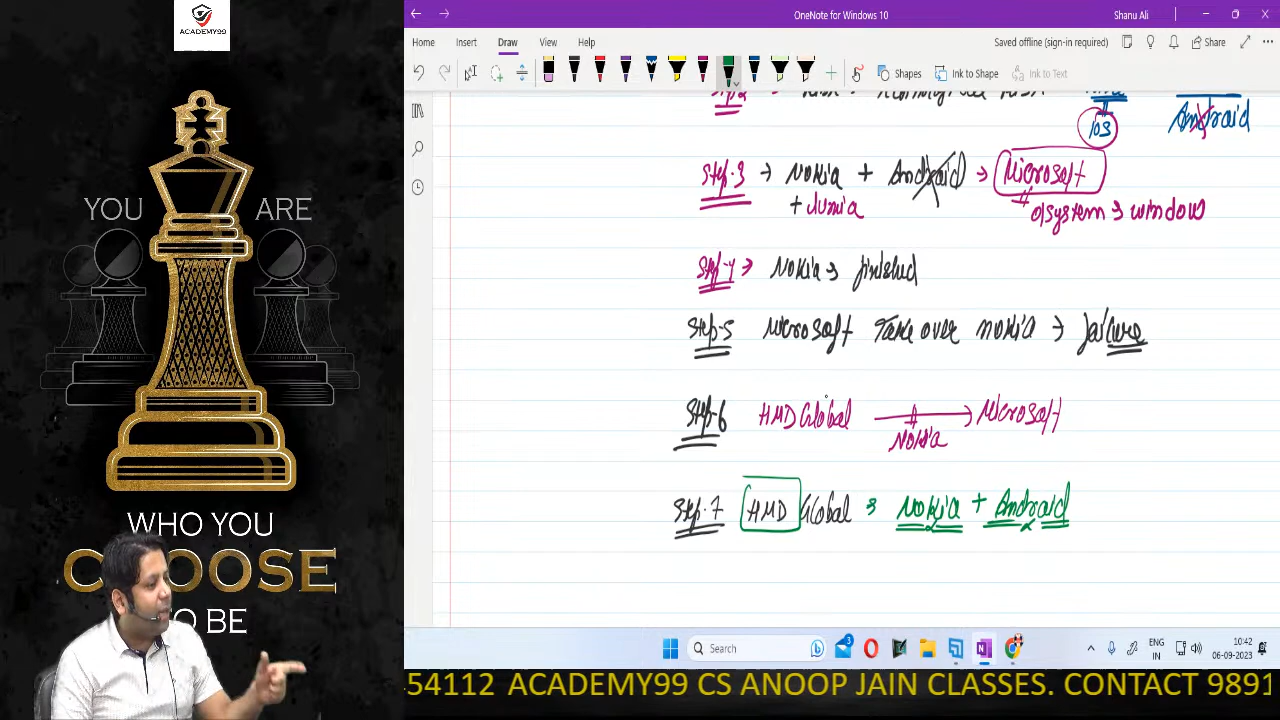 ACADEMY99
YOU ARE
WHO YOU
CHOOSE
TO BE
OneNote for Windows 10
Shanu Ali
Home Insert Draw View Help
Saved offline (sign-in required)
Share
Shapes
Ink to Shape
Ink to Text
ios
Android
Step-3 → Nokia + Android → Microsoft
+ Lumia
o/system → window
Step-4 → Nokia → finished
Step-5 Microsoft Take over nokia → failure
Step-6 HMD Global → Microsoft
Nokia
Step-7 HMD Global → Nokia + Android
Search
3
ENG
IN
10:42
06-09-2023
54112 ACADEMY99 CS ANOOP JAIN CLASSES. CONTACT 9891